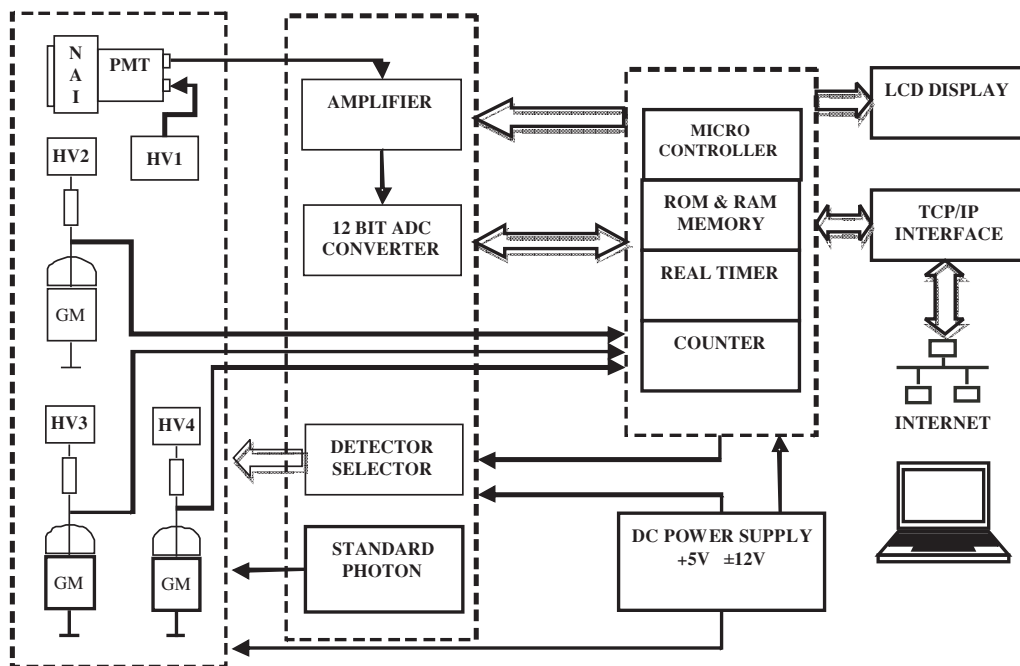 N
A
I
PMT
HV1
HV2
GM
HV3
HV4
GM
GM
AMPLIFIER
12 BIT ADC
CONVERTER
DETECTOR
SELECTOR
STANDARD
PHOTON
MICRO
CONTROLLER
ROM & RAM
MEMORY
REAL TIMER
COUNTER
DC POWER SUPPLY
+5V ±12V
LCD DISPLAY
TCP/IP
INTERFACE
INTERNET